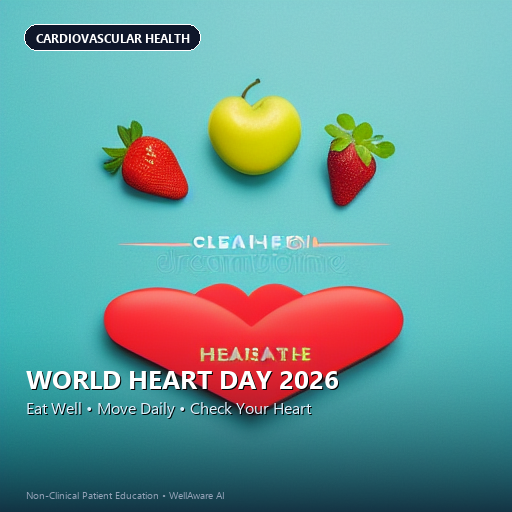 CARDIOVASCULAR HEALTH
WORLD HEART DAY 2026
Eat Well • Move Daily • Check Your Heart
Non-Clinical Patient Education • WellAware AI